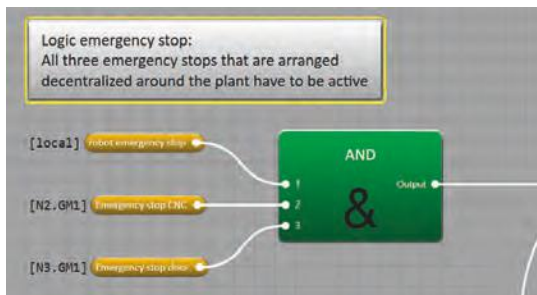 Logic emergency stop:
All three emergency stops that are arranged
decentralized around the plant have to be active
[local] robot emergency stop
AND
1 Output
[N2.GM1] Emergency stop CNC
2
&
3
[N3.GM1] Emergency stop door